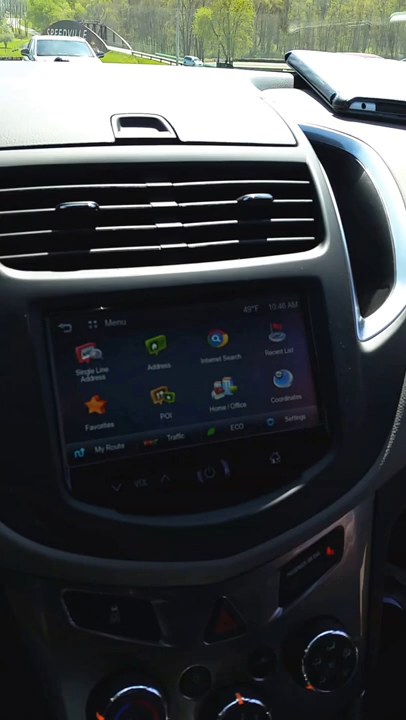 SPEEDVILLE
49°F 10:46 AM
Menu
Single Line Address
Address
Internet Search
Recent List
Favorites
POI
Home / Office
Coordinates
My Route
Traffic
ECO
Settings
VOL